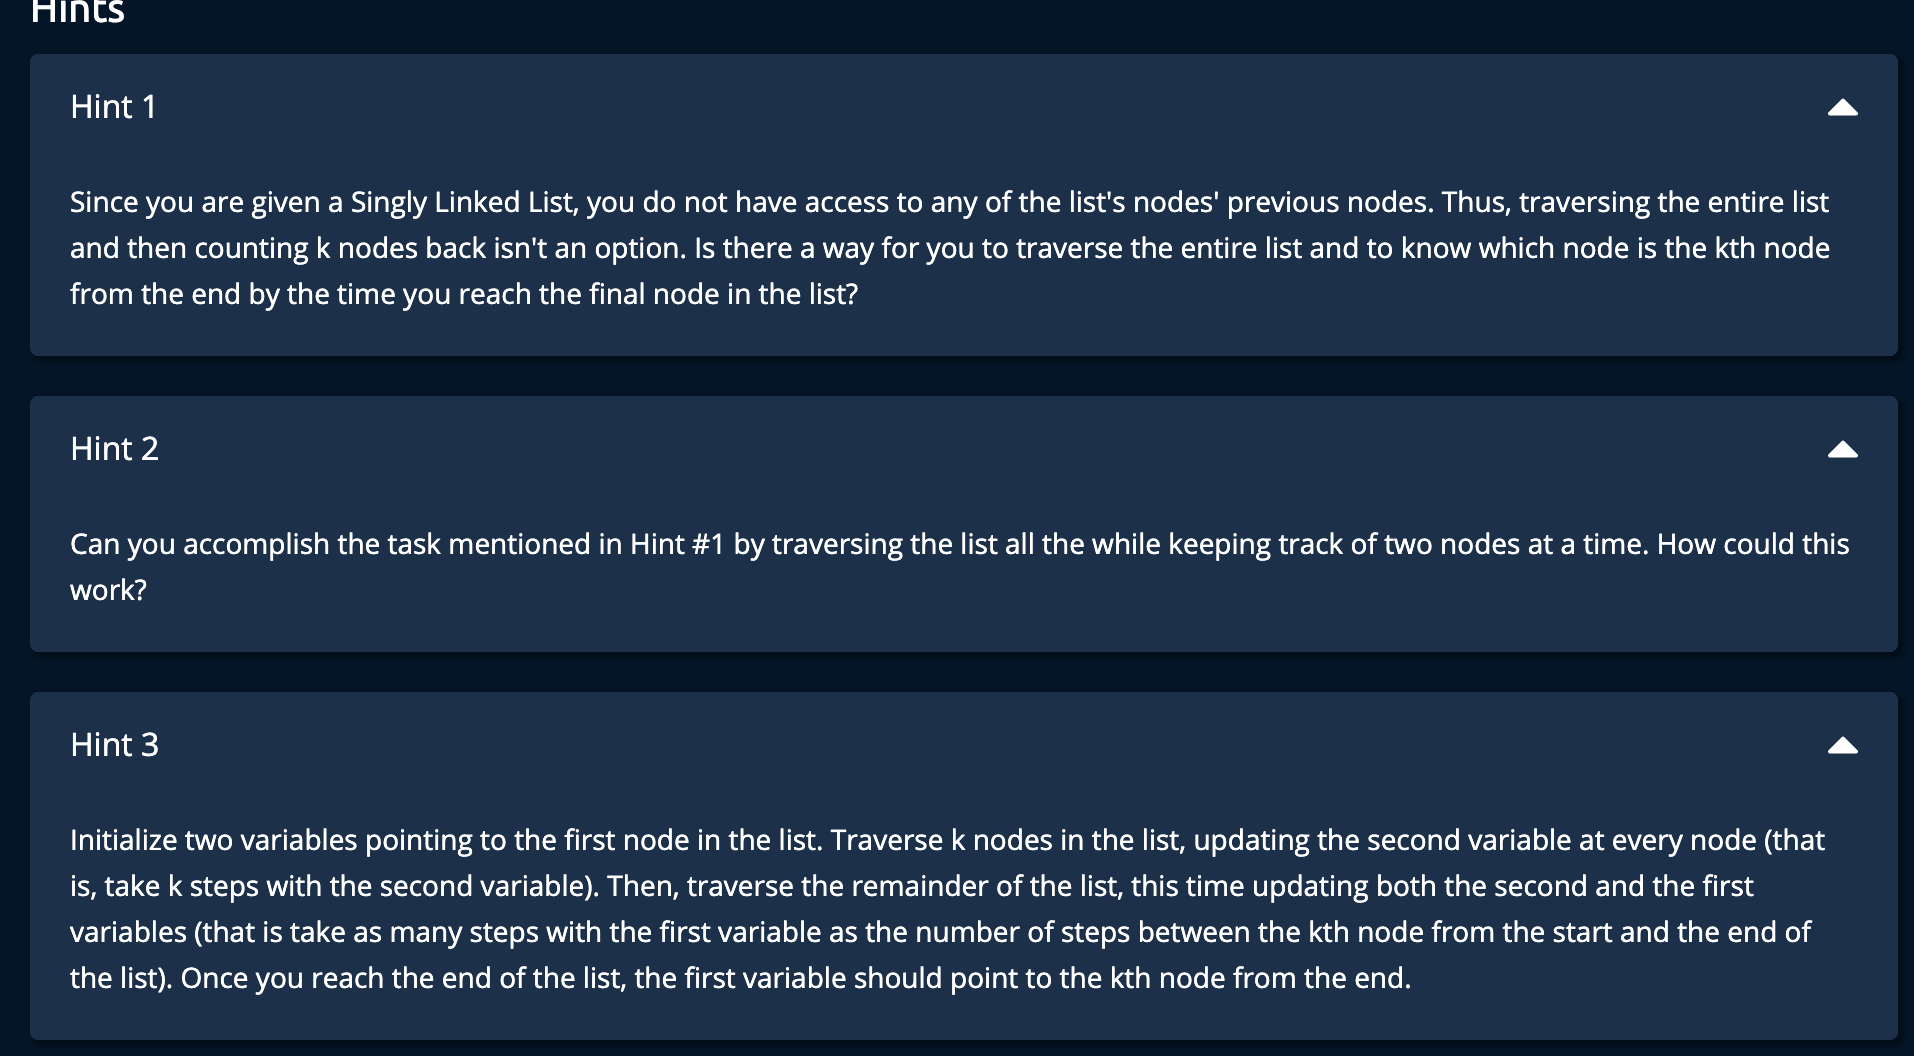 Hints
Hint 1
Since you are given a Singly Linked List, you do not have access to any of the list's nodes' previous nodes. Thus, traversing the entire list
and then counting k nodes back isn't an option. Is there a way for you to traverse the entire list and to know which node is the kth node
from the end by the time you reach the final node in the list?
Hint 2
Can you accomplish the task mentioned in Hint #1 by traversing the list all the while keeping track of two nodes at a time. How could this
work?
Hint 3
Initialize two variables pointing to the first node in the list. Traverse k nodes in the list, updating the second variable at every node (that
is, take k steps with the second variable). Then, traverse the remainder of the list, this time updating both the second and the first
variables (that is take as many steps with the first variable as the number of steps between the kth node from the start and the end of
the list). Once you reach the end of the list, the first variable should point to the kth node from the end.